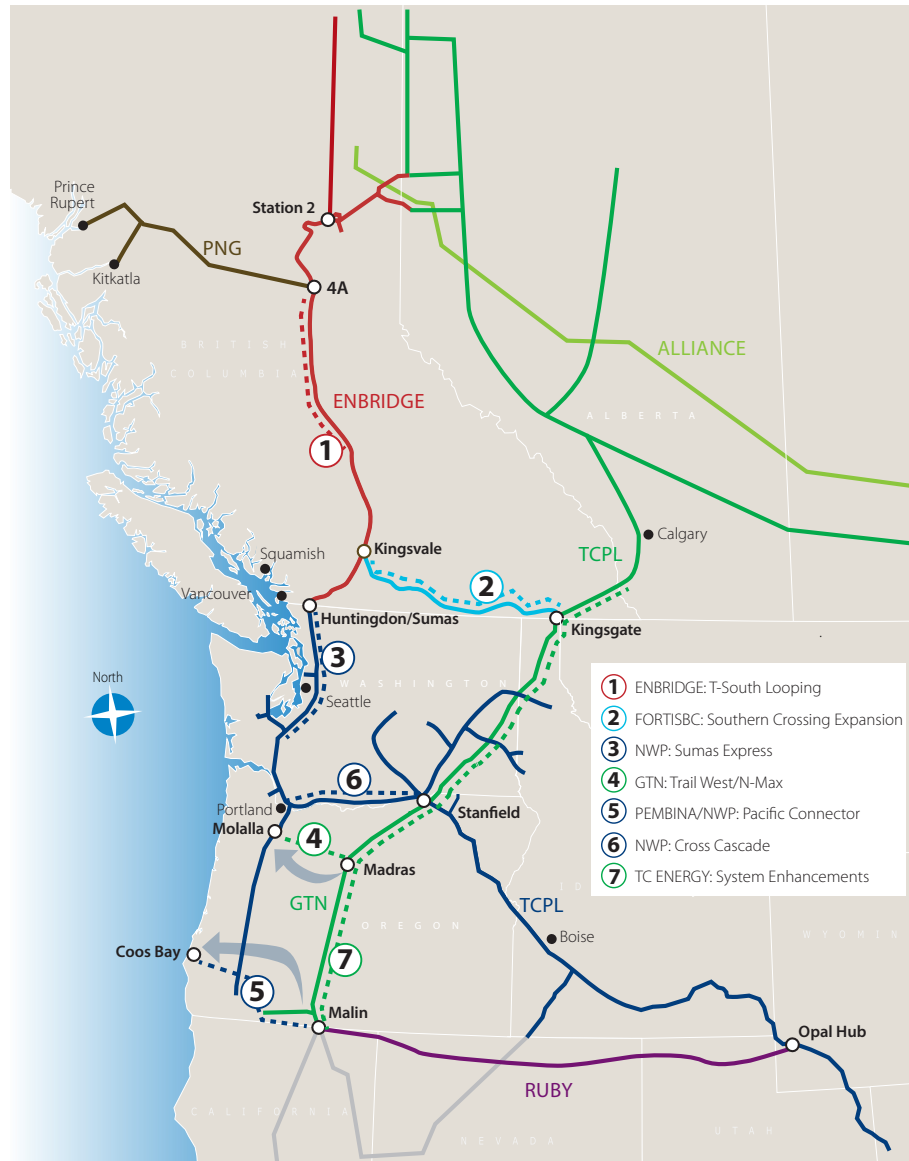 Prince
Rupert
Station 2
PNG
Kitkatla
4A
BRITISH
COLUMBIA
ALLIANCE
ENBRIDGE
ALBERTA
1
Calgary
Kingsvale
TCPL
Squamish
2
Vancouver
Huntingdon/Sumas
Kingsgate
3
North
WASHINGTON
Seattle
1 ENBRIDGE: T-South Looping
2 FORTISBC: Southern Crossing Expansion
3 NWP: Sumas Express
4 GTN: Trail West/N-Max
5 PEMBINA/NWP: Pacific Connector
6 NWP: Cross Cascade
7 TC ENERGY: System Enhancements
6
Portland
Stanfield
Molalla
4
Madras
GTN
TCPL
OREGON
WYOMIN
Boise
Coos Bay
7
5
Malin
Opal Hub
RUBY
CALIFORNIA
NEVADA
UTAH